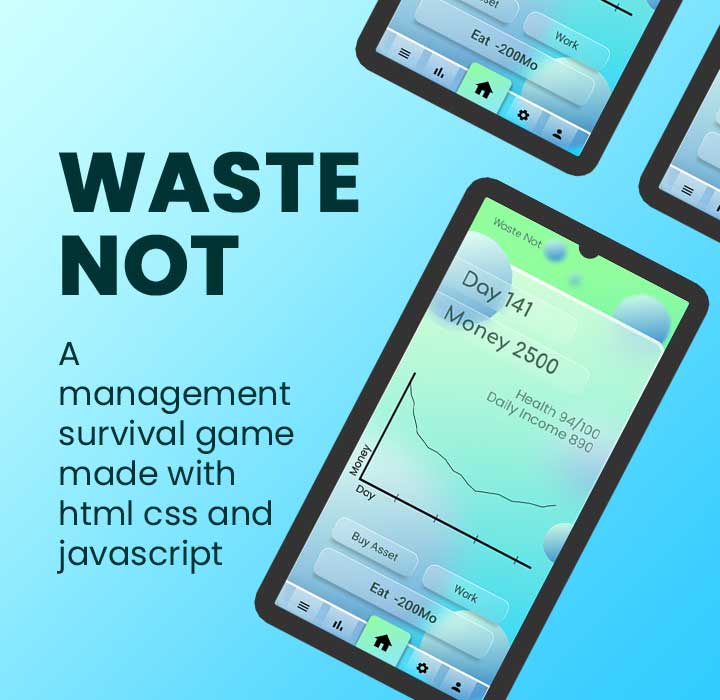 Eat -200Mo
Work
WASTE
NOT
A
management
survival game
made with
html css and
javascript
Waste Not
Day 141
Money 2500
Health 94/100
Daily Income 890
Money
Day
Buy Asset
Work
Eat -200Mo